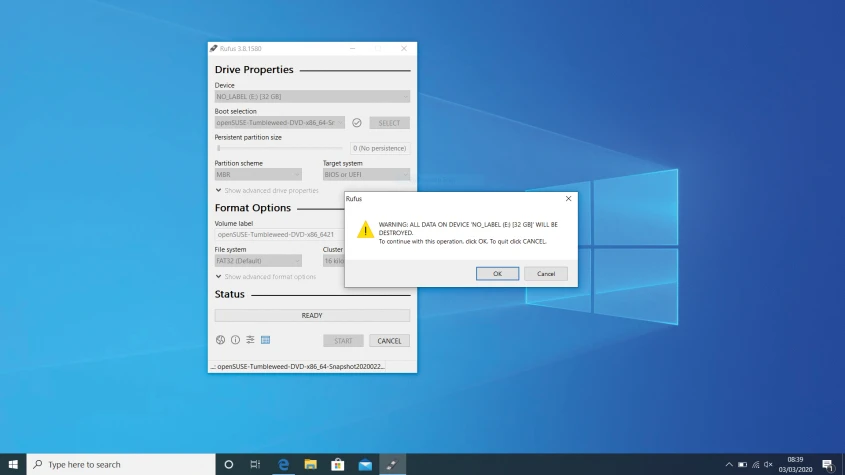 Rufus 3.8.1580
Drive Properties
Device
NO_LABEL (E:) [32 GB]
Boot selection
openSUSE-Tumbleweed-DVD-x86_64-Sr
SELECT
Persistent partition size
0 (No persistence)
Partition scheme
Target system
MBR
BIOS or UEFI
Show advanced drive properties
Format Options
Volume label
openSUSE-Tumbleweed-DVD-x86_6421
File system
Cluster
FAT32 (Default)
16 kilo
Show advanced format options
Status
READY
START
CANCEL
...: openSUSE-Tumbleweed-DVD-x86_64-Snapshot2020022...
Rufus
WARNING: ALL DATA ON DEVICE 'NO_LABEL (E:) [32 GB]' WILL BE
DESTROYED.
To continue with this operation, click OK. To quit click CANCEL.
OK
Cancel
Type here to search
08:39
03/03/2020
1